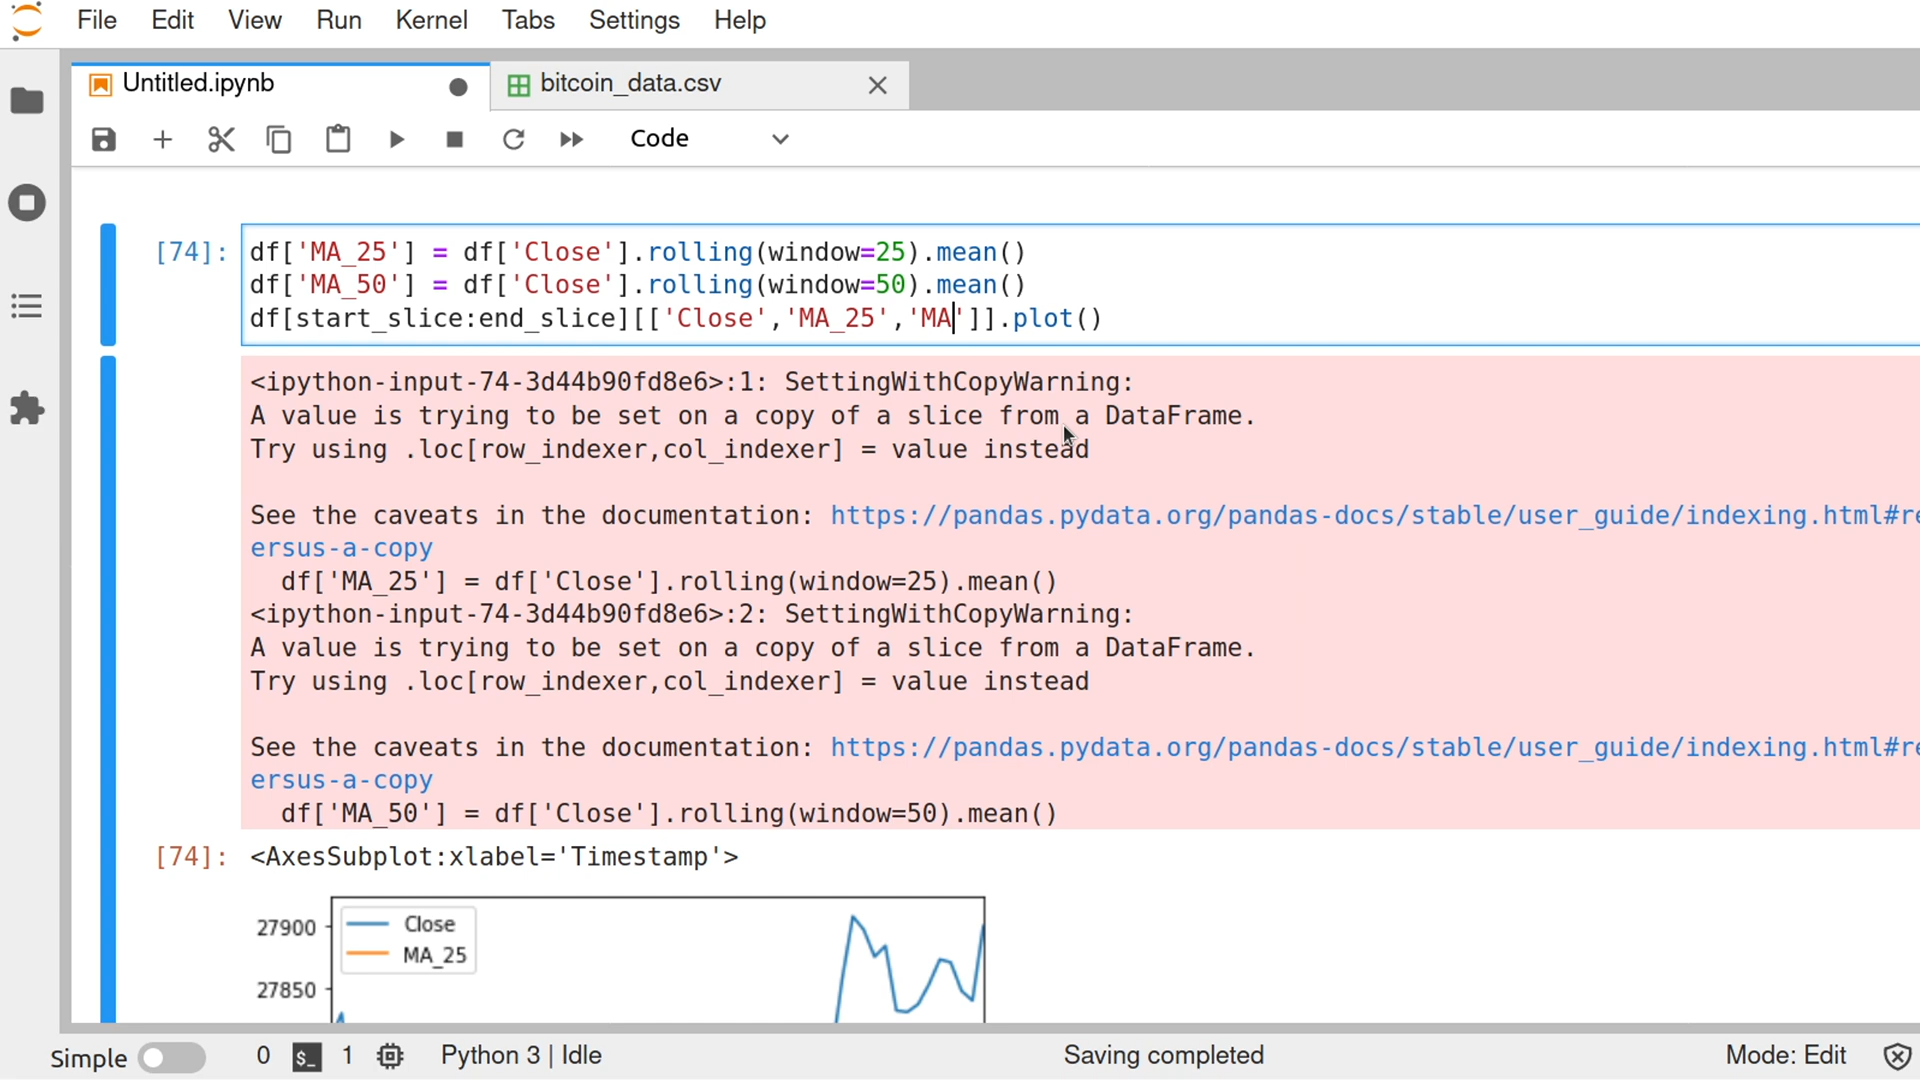 File Edit View Run Kernel Tabs Settings Help
Untitled.ipynb bitcoin_data.csv
Code
[74]: df['MA_25'] = df['Close'].rolling(window=25).mean()
df['MA_50'] = df['Close'].rolling(window=50).mean()
df[start_slice:end_slice][['Close','MA_25','MA']].plot()
<ipython-input-74-3d44b90fd8e6>:1: SettingWithCopyWarning:
A value is trying to be set on a copy of a slice from a DataFrame.
Try using .loc[row_indexer,col_indexer] = value instead
See the caveats in the documentation: https://pandas.pydata.org/pandas-docs/stable/user_guide/indexing.html#re
ersus-a-copy
df['MA_25'] = df['Close'].rolling(window=25).mean()
<ipython-input-74-3d44b90fd8e6>:2: SettingWithCopyWarning:
A value is trying to be set on a copy of a slice from a DataFrame.
Try using .loc[row_indexer,col_indexer] = value instead
See the caveats in the documentation: https://pandas.pydata.org/pandas-docs/stable/user_guide/indexing.html#re
ersus-a-copy
df['MA_50'] = df['Close'].rolling(window=50).mean()
[74]: <AxesSubplot:xlabel='Timestamp'>
27900
Close
MA_25
27850
Simple 0 $_ 1 Python 3 | Idle Saving completed Mode: Edit